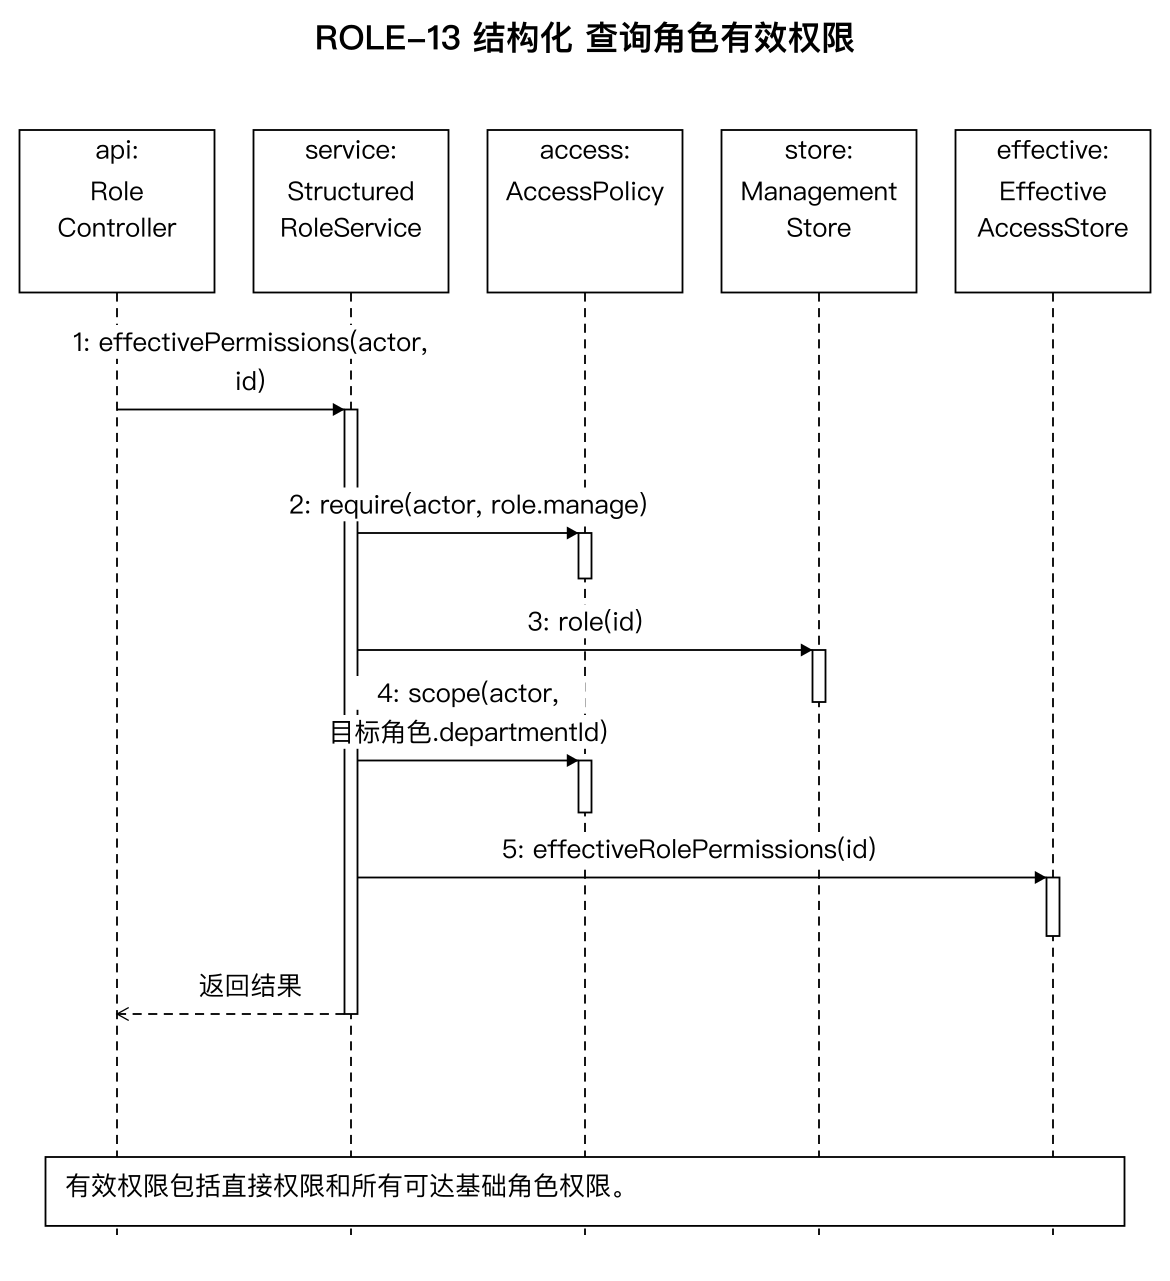 ROLE–13 结构化 查询角色有效权限
api:
Role
Controller
service:
Structured
RoleService
access:
AccessPolicy
store:
Management
Store
effective:
Effective
AccessStore
1: effectivePermissions(actor,
id)
2: require(actor, role.manage)
3: role(id)
4: scope(actor,
目标角色.departmentId)
5: effectiveRolePermissions(id)
返回结果
有效权限包括直接权限和所有可达基础角色权限。